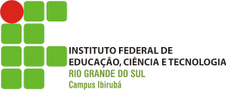 INSTITUTO FEDERAL DE
EDUCAÇÃO, CIÊNCIA E TECNOLOGIA
RIO GRANDE DO SUL
Campus Ibirubá